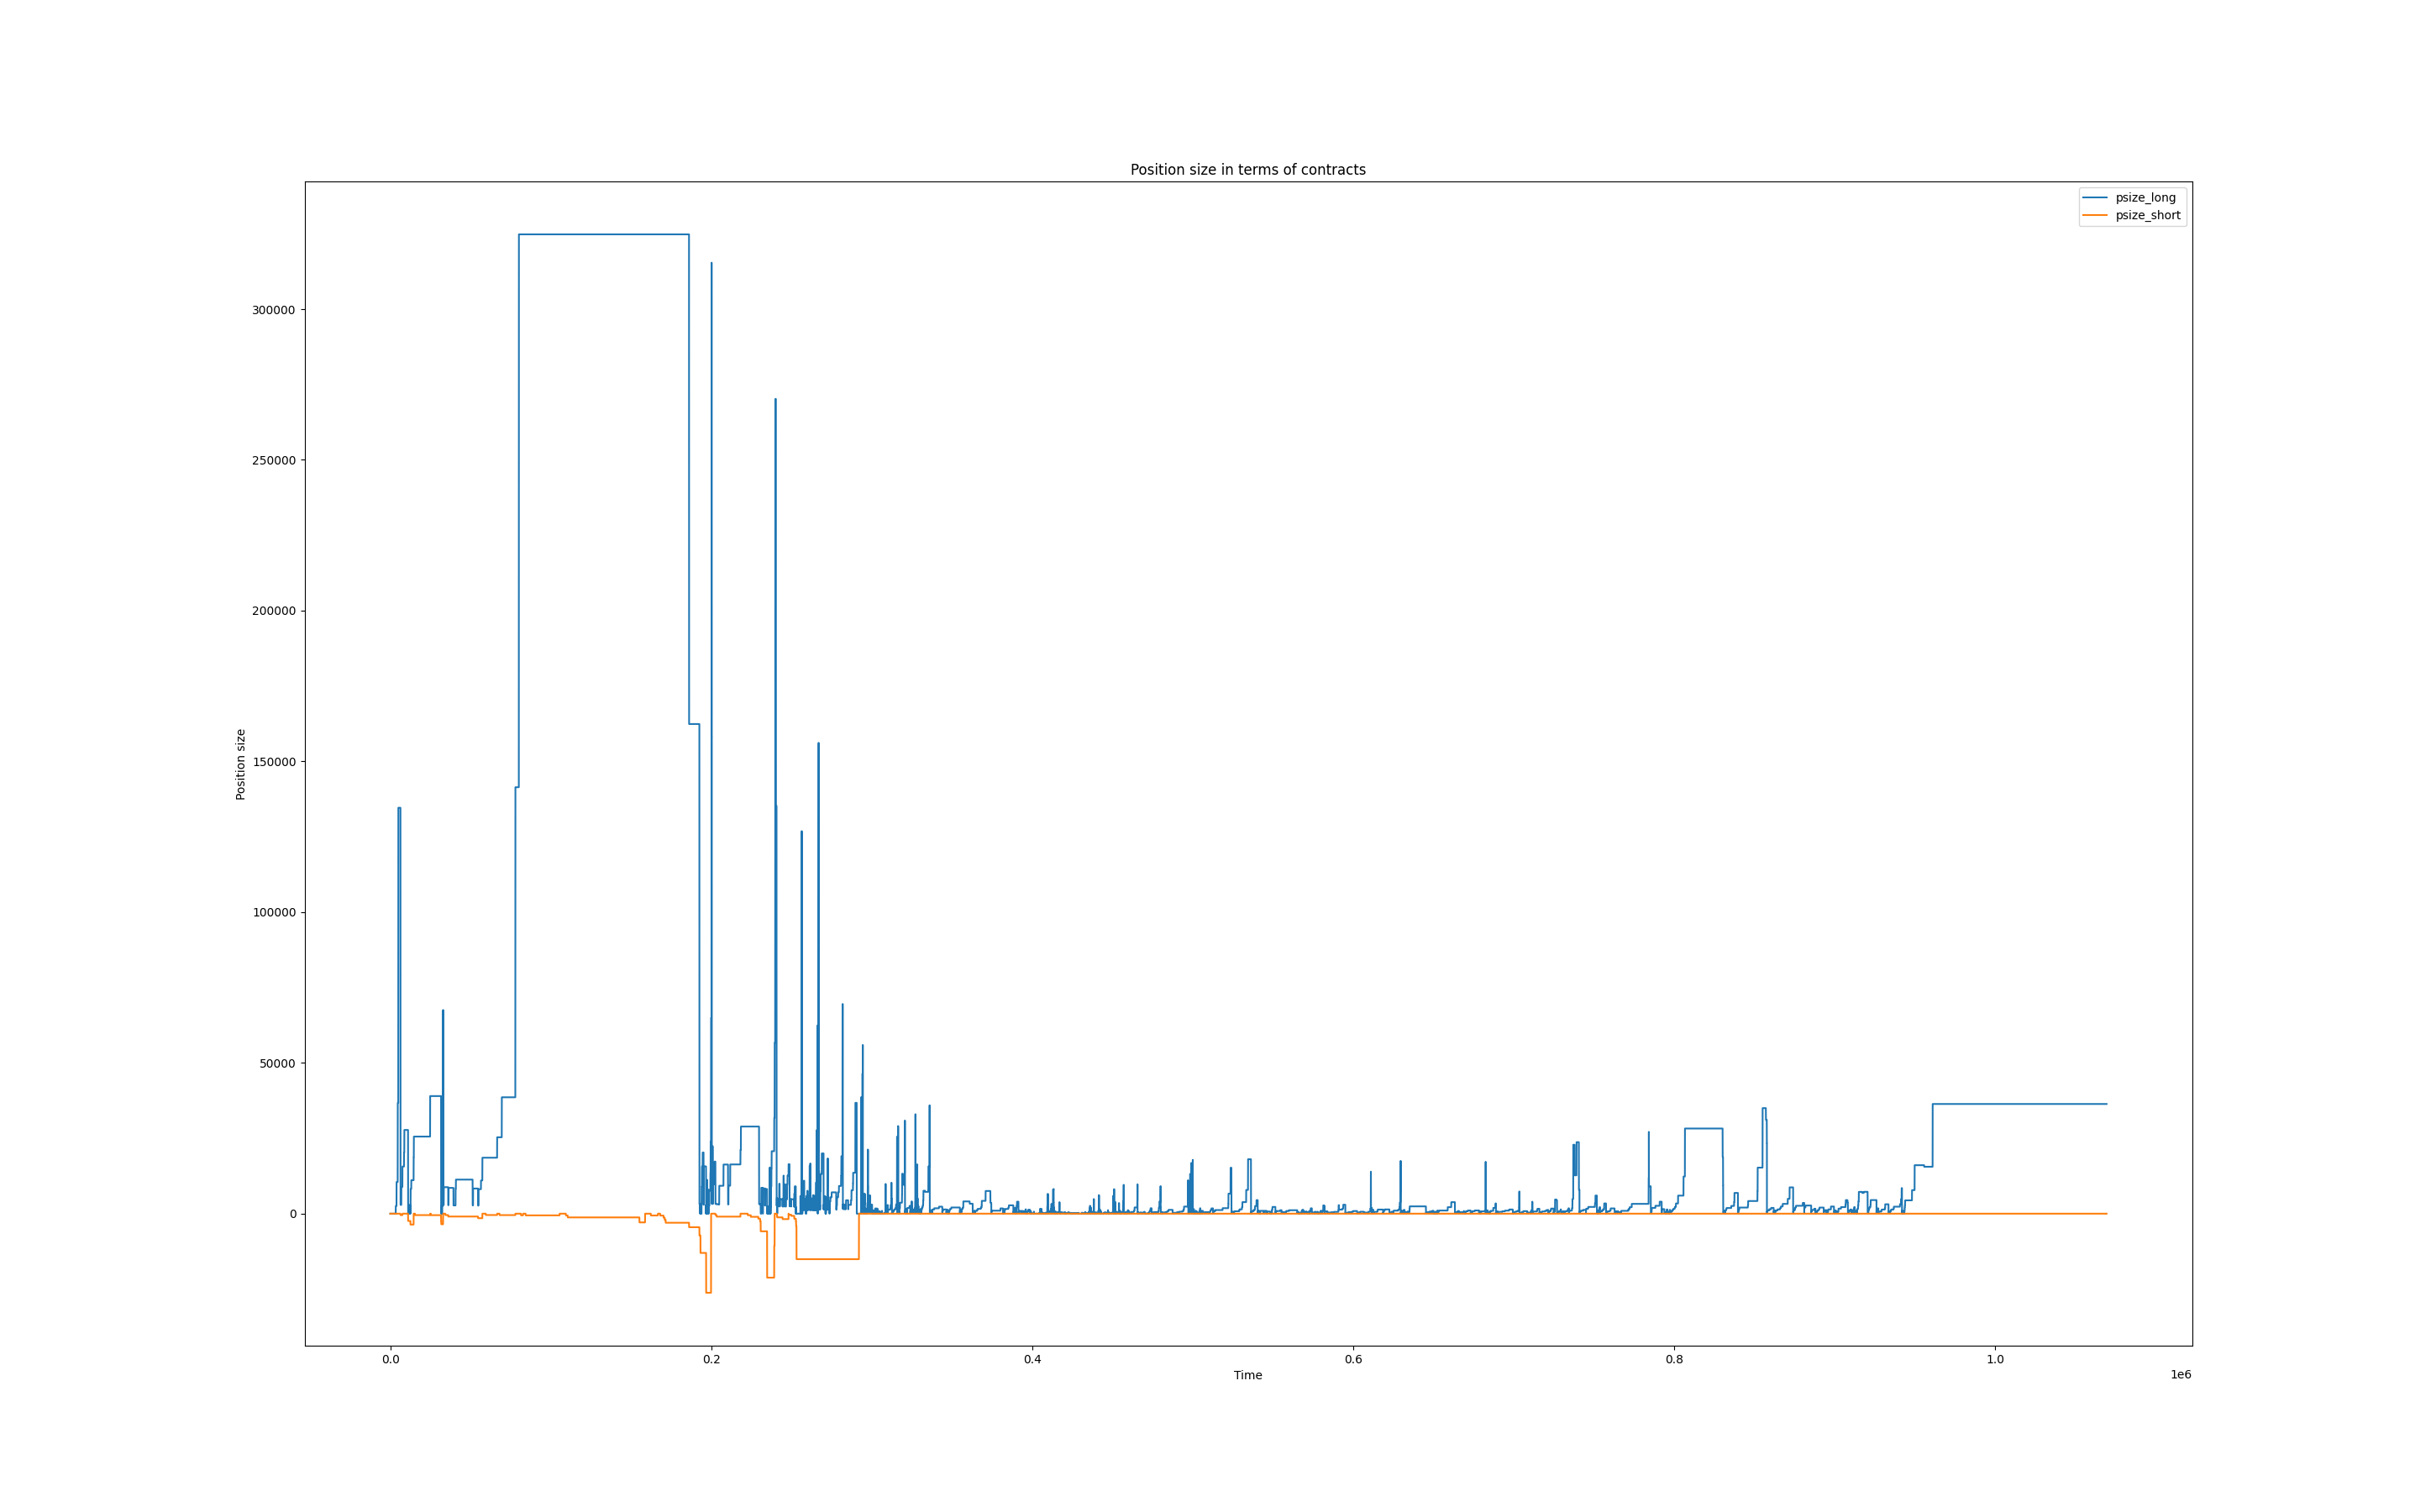 Position size in terms of contracts
psize_long
psize_short
Position size
300000
250000
200000
150000
100000
50000
0
0.0
0.2
0.4
0.6
0.8
1.0
1e6
Time